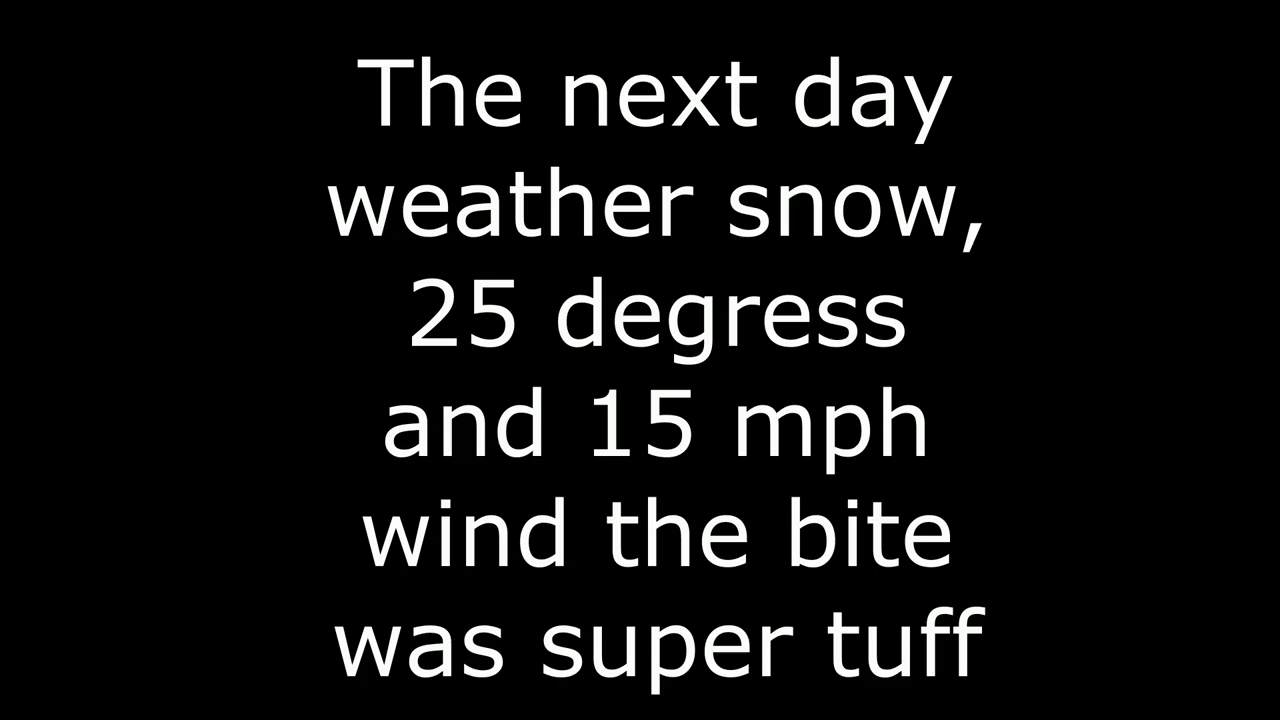 The next day
weather snow,
25 degress
and 15 mph
wind the bite
was super tuff